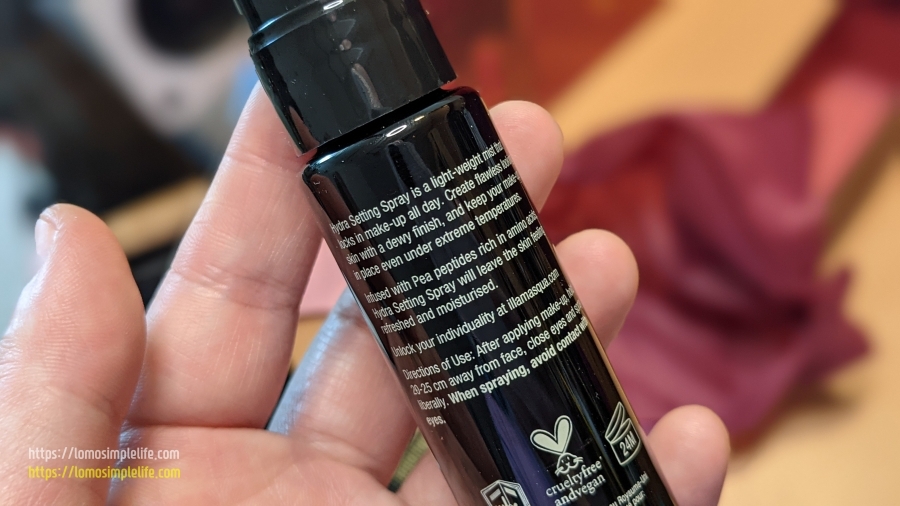 Hydra Setting Spray is a light-weight mist that
locks in make-up all day. Create flawless
skin with a dewy finish, and keep your make-
in place even under extreme temperatures.
Infused with Pea peptides rich in amino acids,
Hydra Setting Spray will leave the skin feeling
refreshed and moisturised.
Unlock your individuality at illamasqua.com
Directions of Use: After applying make-up,
20-25 cm away from face, close eyes and
liberally. When spraying, avoid contact with
eyes.
crueltyfree
andvegan
24M
Royaume-Uni
pour
https://lomosimplelife.com
https://lomosimplelife.com